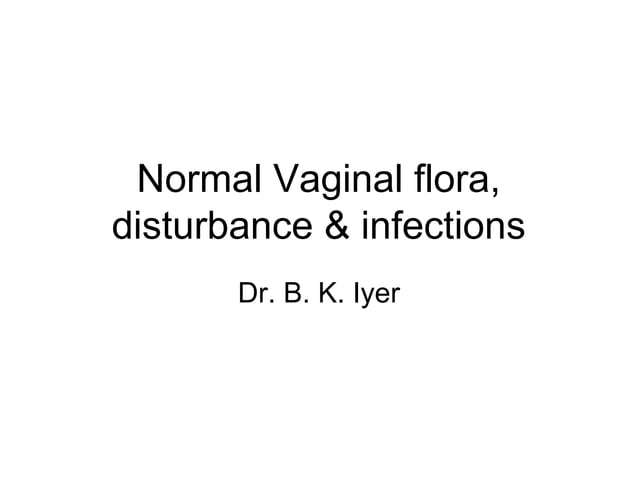 Normal Vaginal flora,
disturbance & infections
Dr. B. K. Iyer